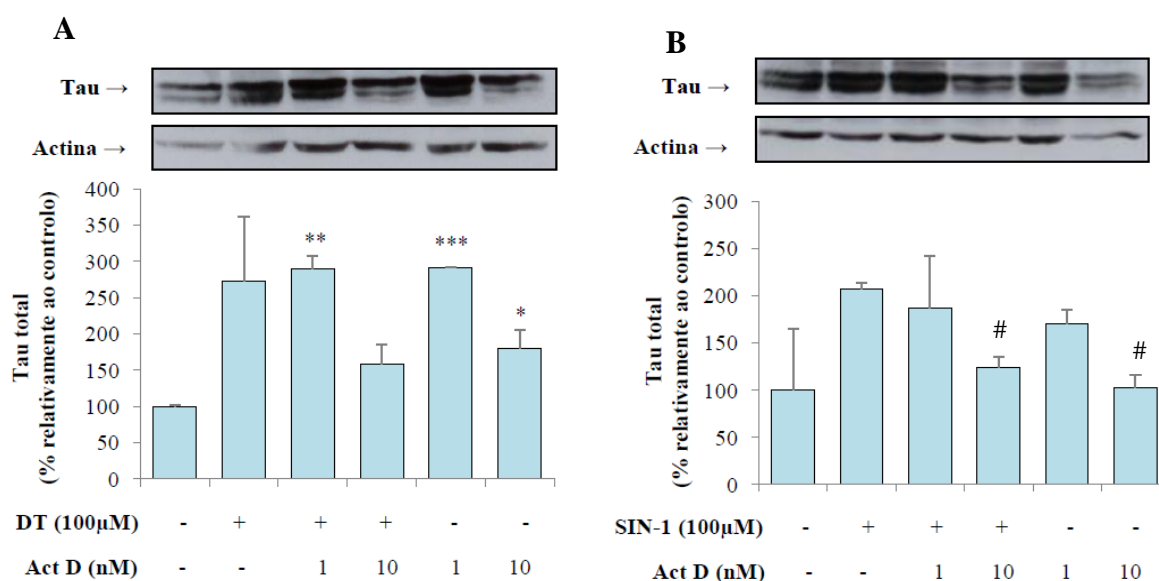 A
Tau →
Actina →
Tau total
(% relativamente ao controlo)
400
350
300
250
200
150
100
50
0
**
***
*
DT (100µM) - + + + - -
Act D (nM) - - 1 10 1 10
B
Tau →
Actina →
Tau total
(% relativamente ao controlo)
300
250
200
150
100
50
0
#
#
SIN-1 (100µM) - + + + - -
Act D (nM) - - 1 10 1 10